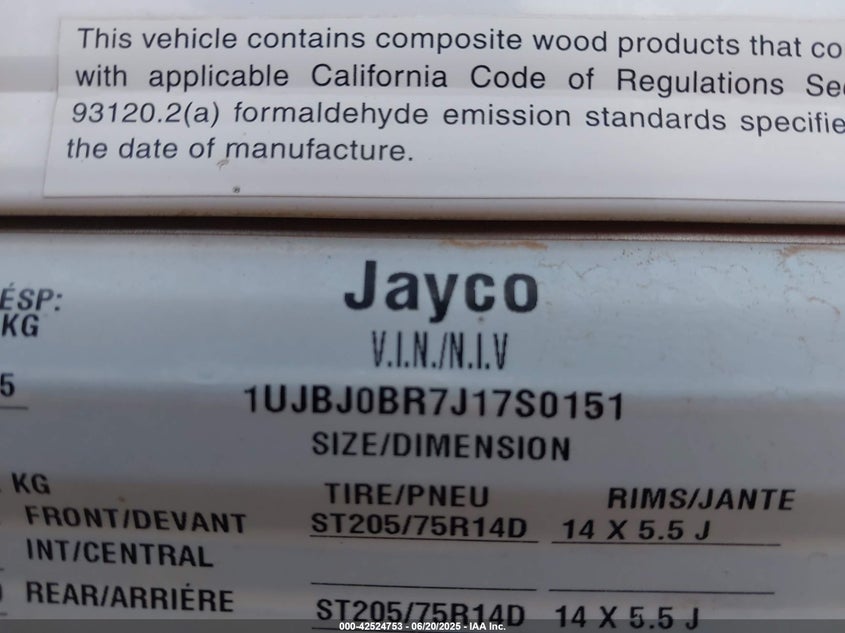 This vehicle contains composite wood products that co
with applicable California Code of Regulations Se
93120.2(a) formaldehyde emission standards specifie
the date of manufacture.
Jayco
ÉSP:
KG
V.I.N./N.I.V
5
1UJBJ0BR7J17S0151
SIZE/DIMENSION
KG
TIRE/PNEU RIMS/JANTE
FRONT/DEVANT ST205/75R14D 14 X 5.5 J
INT/CENTRAL
REAR/ARRIÉRE ST205/75R14D 14 X 5.5 J
000-42524753 - 06/20/2025 - IAA Inc.